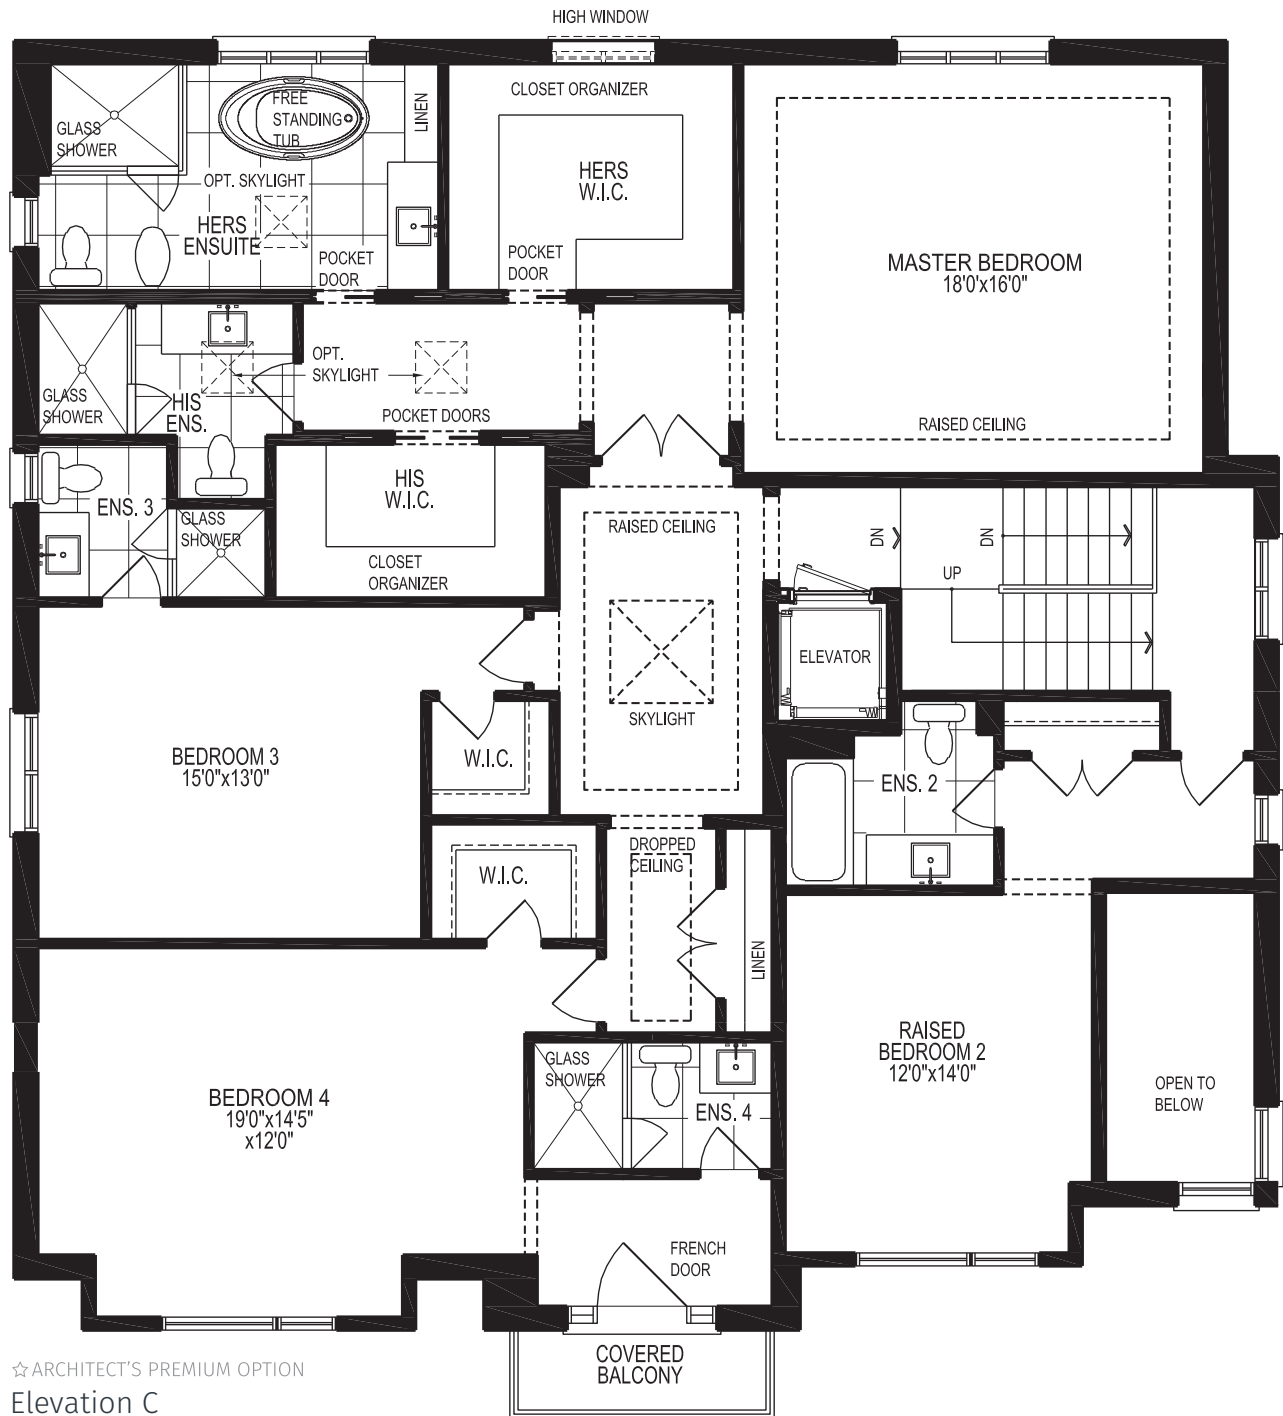 HIGH WINDOW
GLASS
SHOWER
FREE
STANDING
TUB
LINEN
OPT. SKYLIGHT
HERS
ENSUITE
POCKET
DOOR
CLOSET ORGANIZER
HERS
W.I.C.
POCKET
DOOR
MASTER BEDROOM
18'0"x16'0"
RAISED CEILING
GLASS
SHOWER
HIS
ENS.
OPT.
SKYLIGHT
POCKET DOORS
ENS. 3
GLASS
SHOWER
HIS
W.I.C.
CLOSET
ORGANIZER
RAISED CEILING
SKYLIGHT
DN
DN
UP
ELEVATOR
BEDROOM 3
15'0"x13'0"
W.I.C.
W.I.C.
ENS. 2
DROPPED
CEILING
LINEN
RAISED
BEDROOM 2
12'0"x14'0"
OPEN TO
BELOW
BEDROOM 4
19'0"x14'5"
x12'0"
GLASS
SHOWER
ENS. 4
FRENCH
DOOR
COVERED
BALCONY
☆ARCHITECT'S PREMIUM OPTION
Elevation C